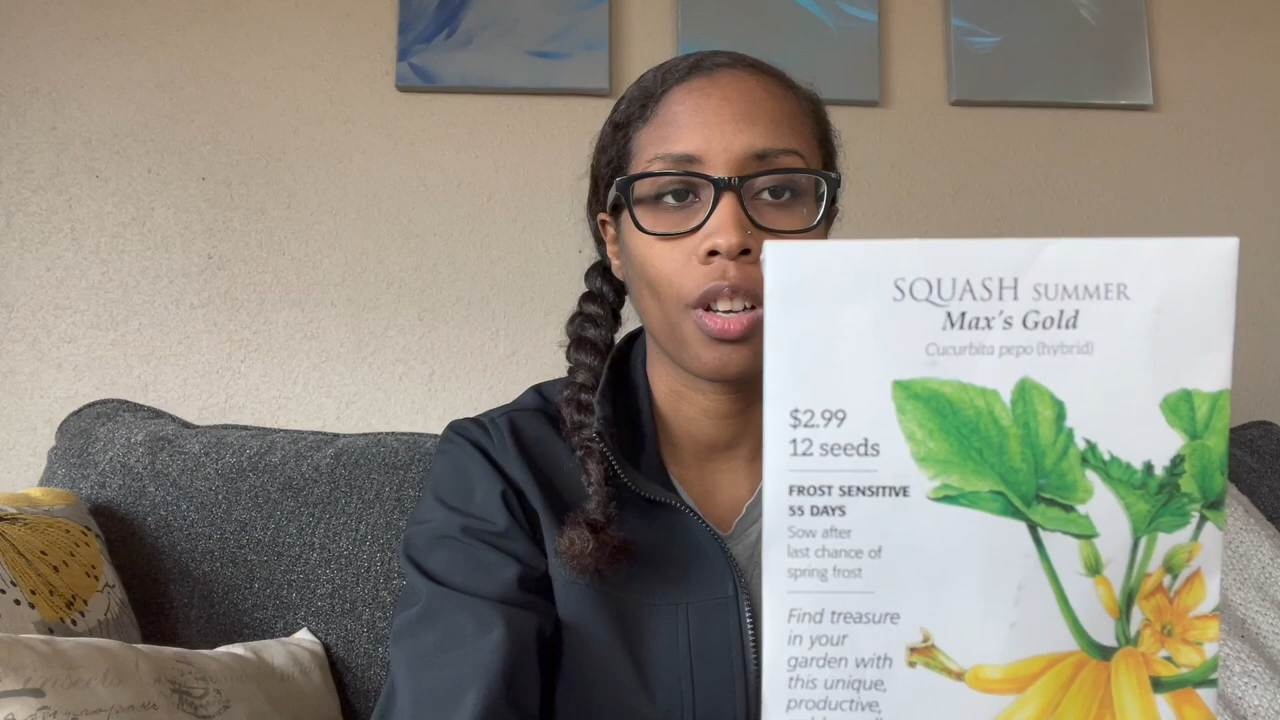 SQUASH SUMMER
Max's Gold
Cucurbita pepo (hybrid)
$2.99
12 seeds
FROST SENSITIVE
55 DAYS
Sow after
last chance of
spring frost
Find treasure
in your
garden with
this unique,
productive,